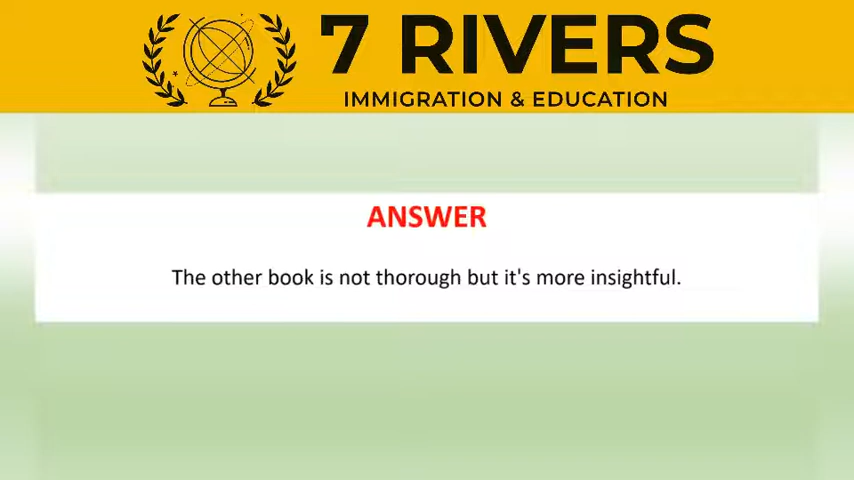 7 RIVERS
IMMIGRATION & EDUCATION
ANSWER
The other book is not thorough but it's more insightful.